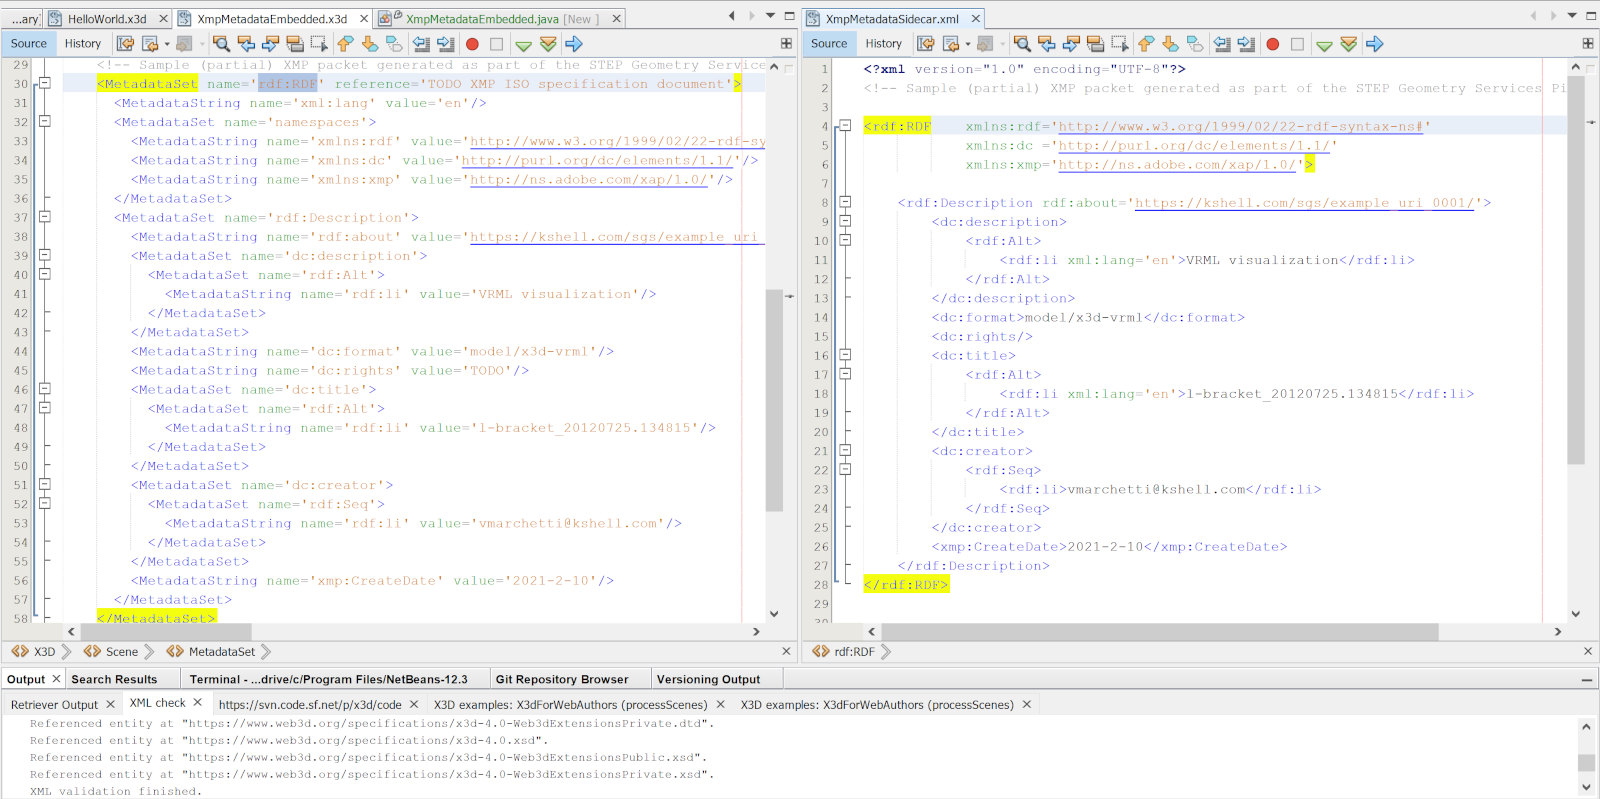 ...ary] HelloWorld.x3d XmpMetadataEmbedded.x3d XmpMetadataEmbedded.java [New ]
Source History
29 <!-- Sample (partial) XMP packet generated as part of the STEP Geometry Service
30 <MetadataSet name='rdf:RDF' reference='TODO XMP ISO specification document'>
31 <MetadataString name='xml:lang' value='en'/>
32 <MetadataSet name='namespaces'>
33 <MetadataString name='xmlns:rdf' value='http://www.w3.org/1999/02/22-rdf-sy
34 <MetadataString name='xmlns:dc' value='http://purl.org/dc/elements/1.1/'/>
35 <MetadataString name='xmlns:xmp' value='http://ns.adobe.com/xap/1.0/'/>
36 </MetadataSet>
37 <MetadataSet name='rdf:Description'>
38 <MetadataString name='rdf:about' value='https://kshell.com/sgs/example_uri_
39 <MetadataSet name='dc:description'>
40 <MetadataSet name='rdf:Alt'>
41 <MetadataString name='rdf:li' value='VRML visualization'/>
42 </MetadataSet>
43 </MetadataSet>
44 <MetadataString name='dc:format' value='model/x3d-vrml'/>
45 <MetadataString name='dc:rights' value='TODO'/>
46 <MetadataSet name='dc:title'>
47 <MetadataSet name='rdf:Alt'>
48 <MetadataString name='rdf:li' value='l-bracket_20120725.134815'/>
49 </MetadataSet>
50 </MetadataSet>
51 <MetadataSet name='dc:creator'>
52 <MetadataSet name='rdf:Seq'>
53 <MetadataString name='rdf:li' value='vmarchetti@kshell.com'/>
54 </MetadataSet>
55 </MetadataSet>
56 <MetadataString name='xmp:CreateDate' value='2021-2-10'/>
57 </MetadataSet>
58 </MetadataSet>
X3D Scene MetadataSet
XmpMetadataSidecar.xml
Source History
1 <?xml version="1.0" encoding="UTF-8"?>
2 <!-- Sample (partial) XMP packet generated as part of the STEP Geometry Services Pi
3
4 <rdf:RDF xmlns:rdf='http://www.w3.org/1999/02/22-rdf-syntax-ns#'
5 xmlns:dc ='http://purl.org/dc/elements/1.1/'
6 xmlns:xmp='http://ns.adobe.com/xap/1.0/'>
7
8 <rdf:Description rdf:about='https://kshell.com/sgs/example_uri_0001/'>
9 <dc:description>
10 <rdf:Alt>
11 <rdf:li xml:lang='en'>VRML visualization</rdf:li>
12 </rdf:Alt>
13 </dc:description>
14 <dc:format>model/x3d-vrml</dc:format>
15 <dc:rights/>
16 <dc:title>
17 <rdf:Alt>
18 <rdf:li xml:lang='en'>l-bracket_20120725.134815</rdf:li>
19 </rdf:Alt>
20 </dc:title>
21 <dc:creator>
22 <rdf:Seq>
23 <rdf:li>vmarchetti@kshell.com</rdf:li>
24 </rdf:Seq>
25 </dc:creator>
26 <xmp:CreateDate>2021-2-10</xmp:CreateDate>
27 </rdf:Description>
28 </rdf:RDF>
29
30
rdf:RDF
Output Search Results Terminal - ...drive/c/Program Files/NetBeans-12.3 Git Repository Browser Versioning Output
Retriever Output XML check https://svn.code.sf.net/p/x3d/code X3D examples: X3dForWebAuthors (processScenes) X3D examples: X3dForWebAuthors (processScenes)
Referenced entity at "https://www.web3d.org/specifications/x3d-4.0-Web3dExtensionsPrivate.dtd".
Referenced entity at "https://www.web3d.org/specifications/x3d-4.0.xsd".
Referenced entity at "https://www.web3d.org/specifications/x3d-4.0-Web3dExtensionsPublic.xsd".
Referenced entity at "https://www.web3d.org/specifications/x3d-4.0-Web3dExtensionsPrivate.xsd".
XML validation finished.